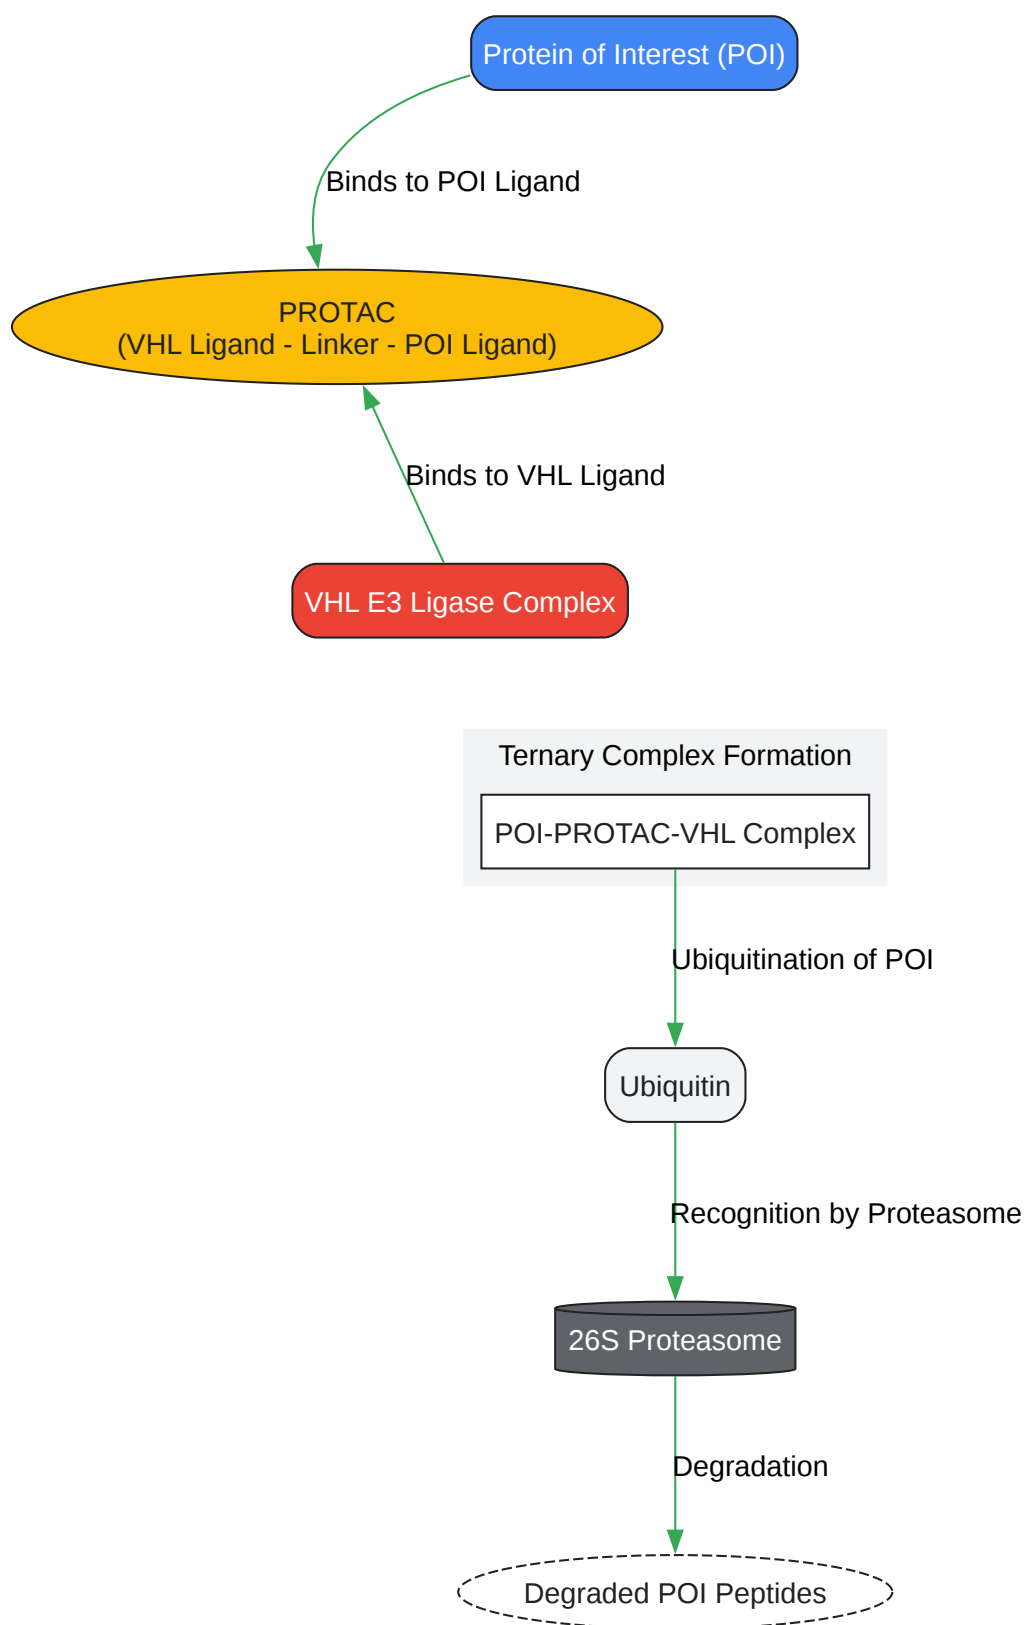 Protein of Interest (POI)
Binds to POI Ligand
PROTAC
(VHL Ligand - Linker - POI Ligand)
Binds to VHL Ligand
VHL E3 Ligase Complex
Ternary Complex Formation
POI-PROTAC-VHL Complex
Ubiquitination of POI
Ubiquitin
Recognition by Proteasome
26S Proteasome
Degradation
Degraded POI Peptides